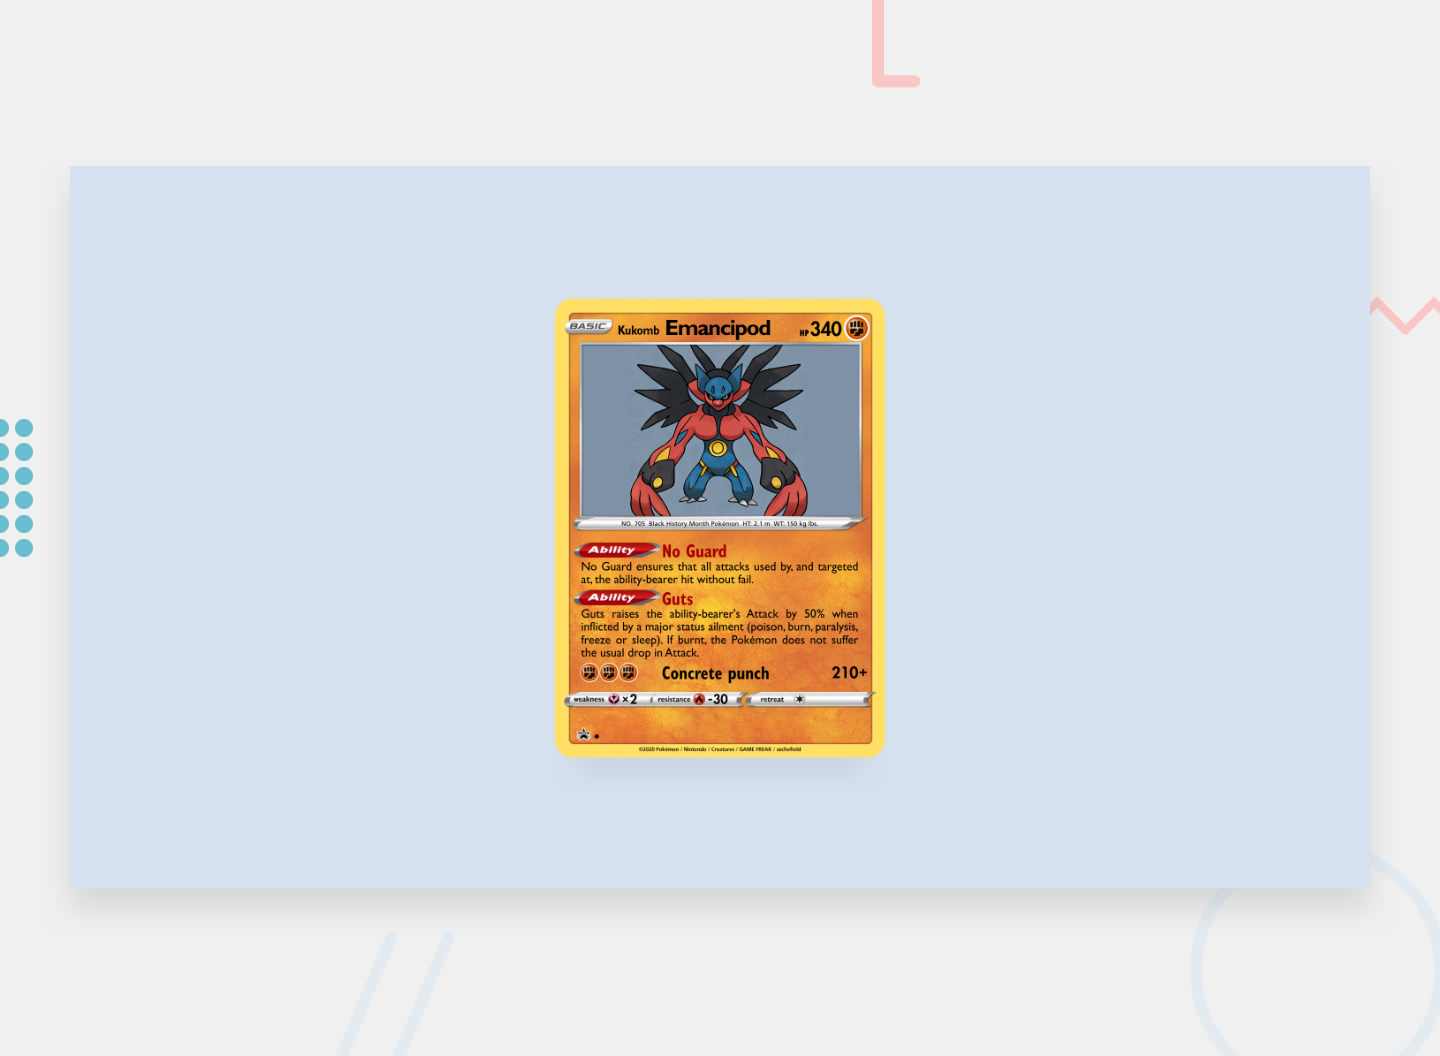 BASIC Kukomb Emancipod HP 340
NO. 705 Black History Month Pokémon HT: 2.1 m WT: 150 kg lbs.
Ability No Guard
No Guard ensures that all attacks used by, and targeted
at, the ability-bearer hit without fail.
Ability Guts
Guts raises the ability-bearer's Attack by 50% when
inflicted by a major status ailment (poison, burn, paralysis,
freeze or sleep). If burnt, the Pokémon does not suffer
the usual drop in Attack.
Concrete punch 210+
weakness ×2 resistance -30 retreat
©2020 Pokémon / Nintendo / Creatures / GAME FREAK / aschefield